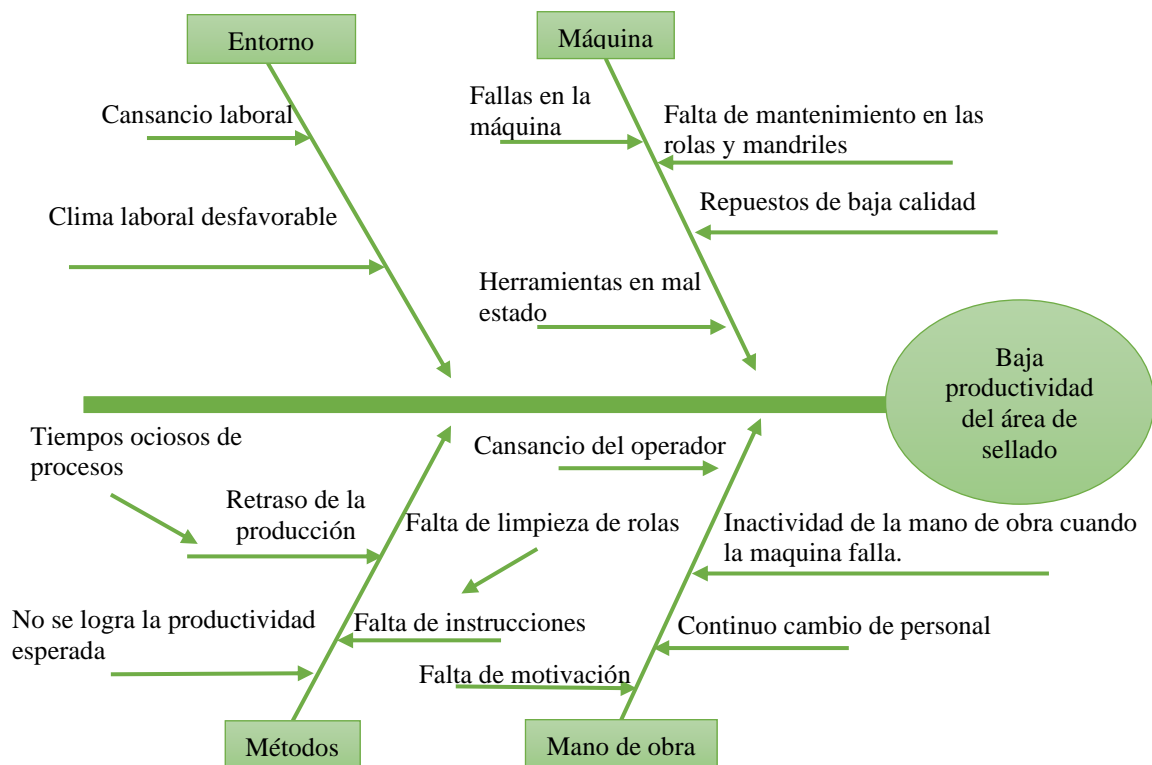 Entorno
Máquina
Cansancio laboral
Fallas en la
máquina
Falta de mantenimiento en las
rolas y mandriles
Clima laboral desfavorable
Repuestos de baja calidad
Herramientas en mal
estado
Baja
productividad
del área de
sellado
Tiempos ociosos de
procesos
Retraso de la
producción
Cansancio del operador
Falta de limpieza de rolas
Inactividad de la mano de obra cuando
la maquina falla.
No se logra la productividad
esperada
Falta de instrucciones
Continuo cambio de personal
Falta de motivación
Métodos
Mano de obra